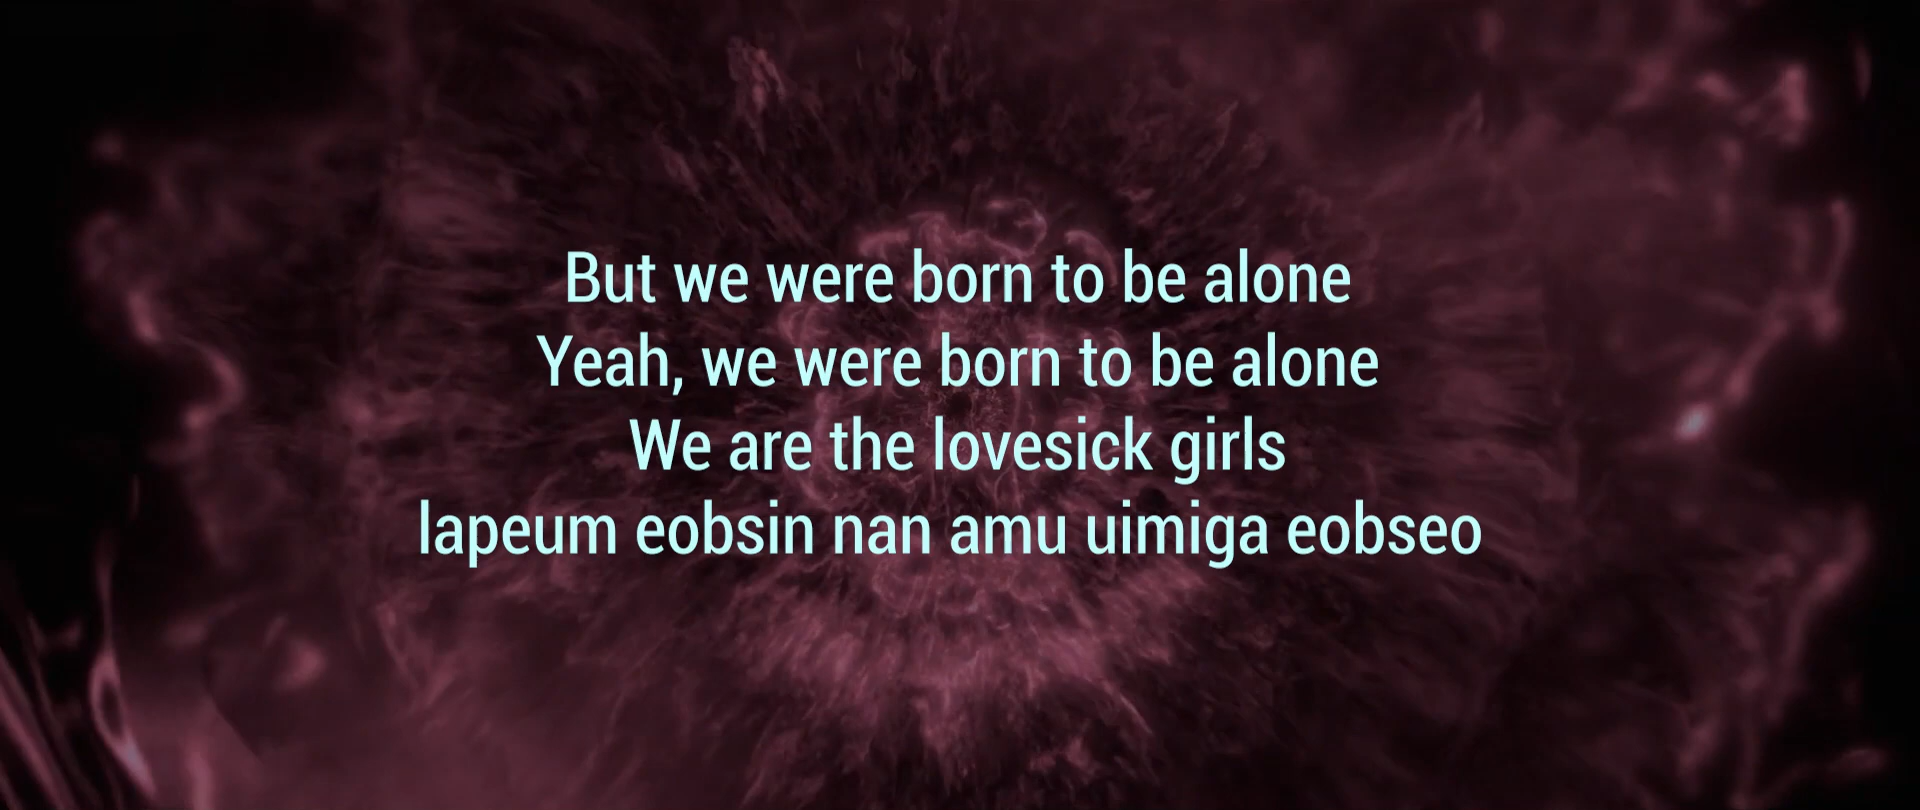 But we were born to be alone
Yeah, we were born to be alone
We are the lovesick girls
Iapeum eobsin nan amu uimiga eobseo